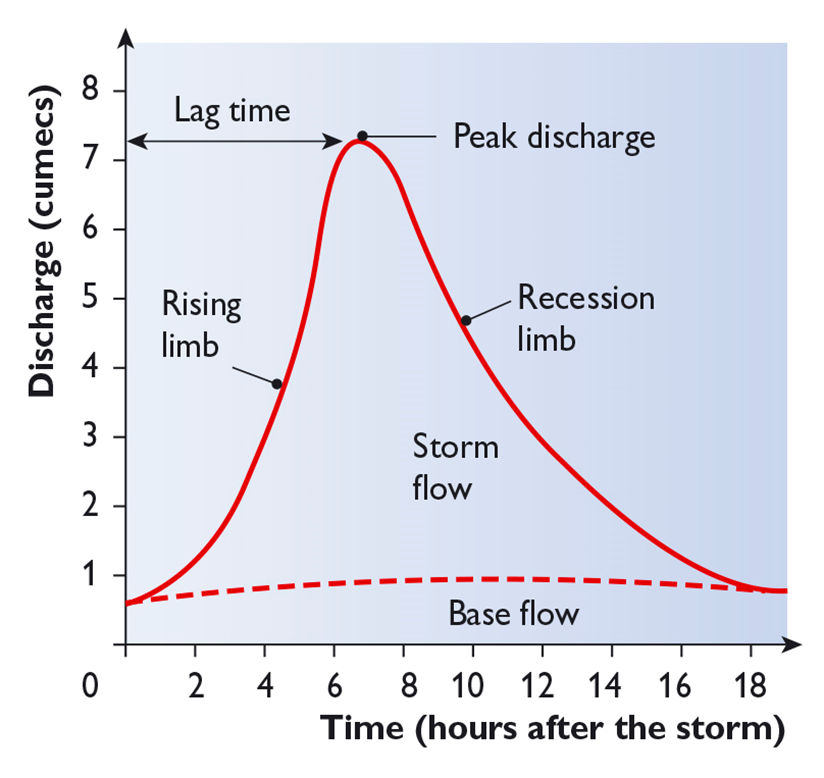 8
Lag time
Peak discharge
7
6
5
Rising
limb
Recession
limb
4
3
Storm
flow
2
1
Base flow
0 2 4 6 8 10 12 14 16 18
Discharge (cumecs)
Time (hours after the storm)